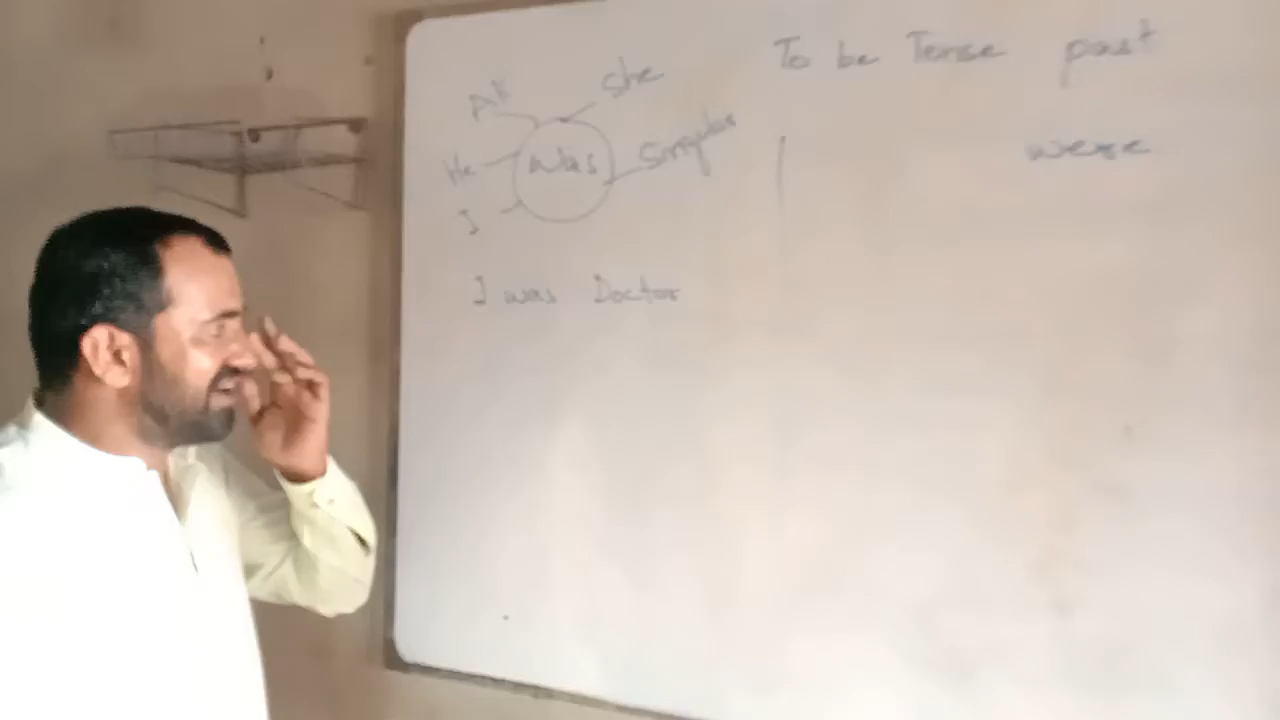 To be Tense past
Ali
she
He
was
singular
were
I
I was Doctor